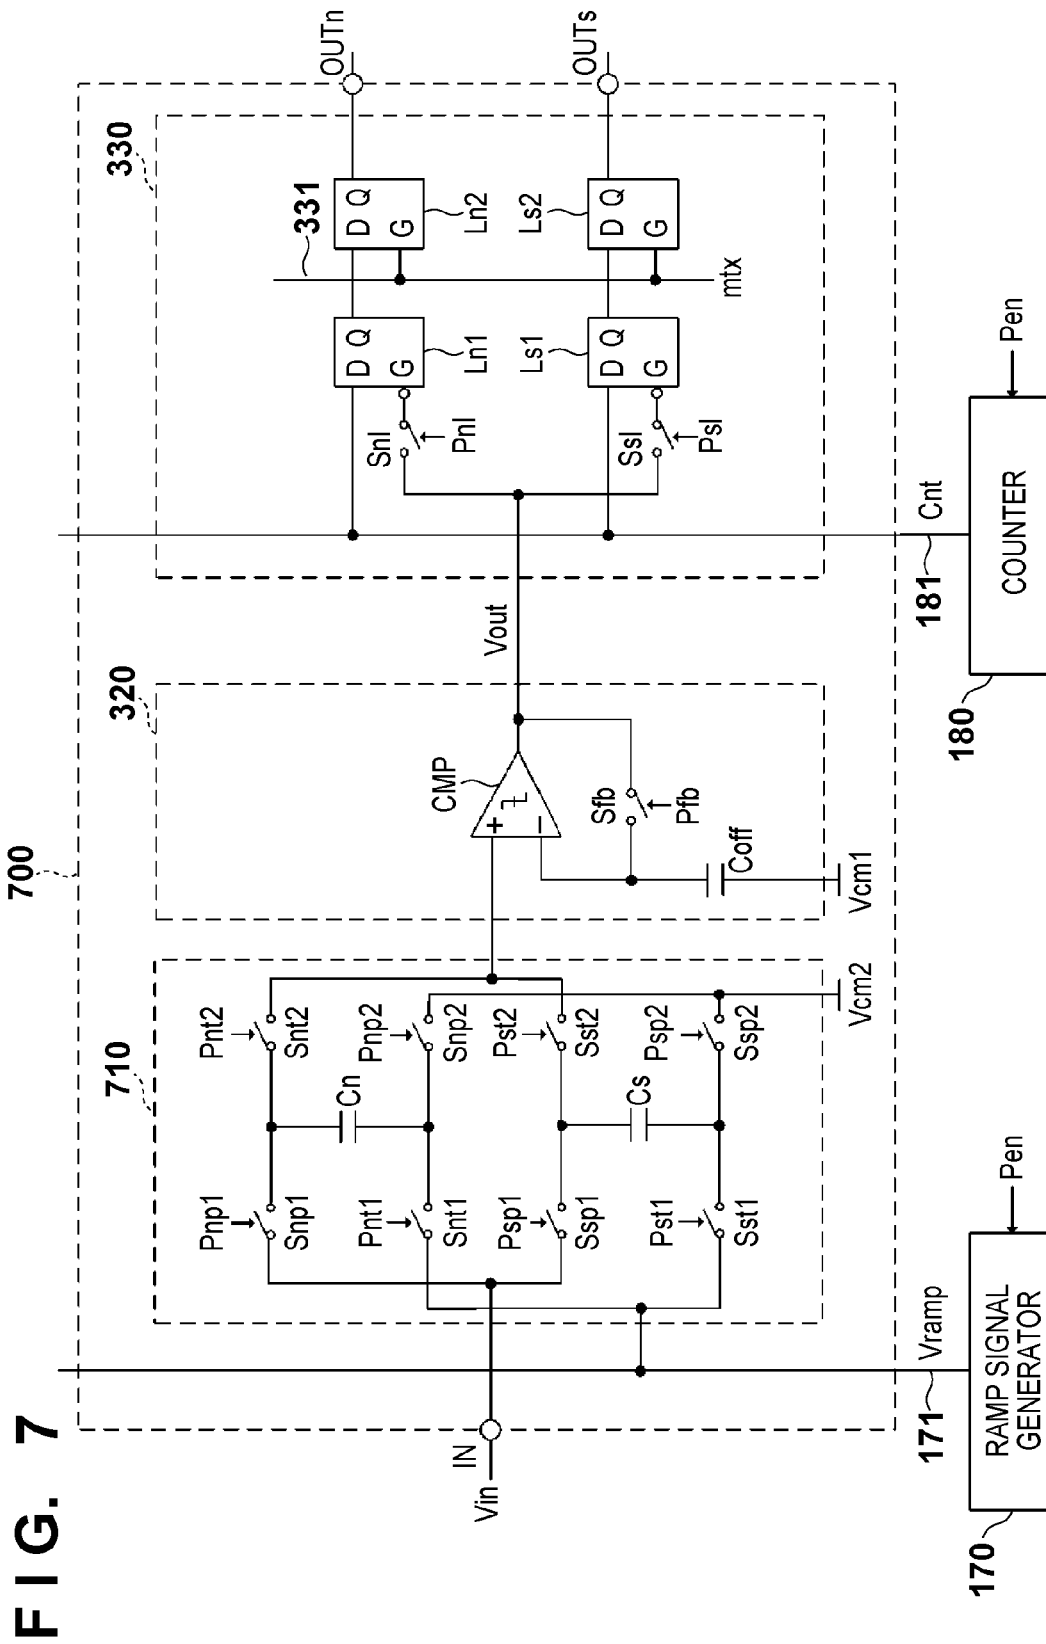 FIG. 7
700
710
320
330
IN
Vin
Pnp1
Snp1
Pnt2
Snt2
Cn
Pnt1
Snt1
Pnp2
Snp2
Psp1
Ssp1
Pst2
Sst2
Cs
Pst1
Sst1
Psp2
Ssp2
Vcm2
CMP
+
−
Sfb
Pfb
Coff
Vcm1
Vout
331
Snl
Pnl
D Q
G
Ln1
D Q
G
Ln2
OUTn
Ssl
Psl
D Q
G
Ls1
D Q
G
Ls2
OUTs
mtx
171
Vramp
170
RAMP SIGNAL
GENERATOR
Pen
181
Cnt
180
COUNTER
Pen